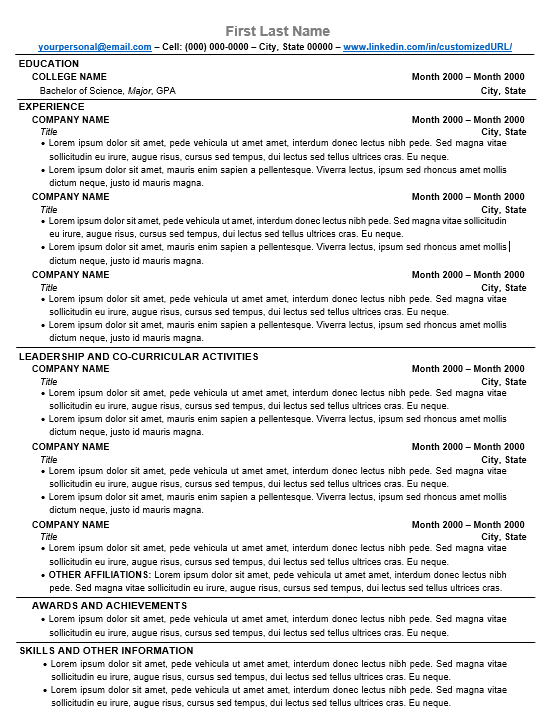 First Last Name
yourpersonal@email.com – Cell: (000) 000-0000 – City, State 00000 – www.linkedin.com/in/customizedURL/
EDUCATION
COLLEGE NAME Month 2000 – Month 2000
Bachelor of Science, Major, GPA City, State
EXPERIENCE
COMPANY NAME Month 2000 – Month 2000
Title City, State
• Lorem ipsum dolor sit amet, pede vehicula ut amet, interdum donec lectus nibh pede. Sed magna vitae
sollicitudin eu irure, augue risus, cursus sed tempus, dui lectus sed tellus ultrices cras. Eu neque.
• Lorem ipsum dolor sit amet, mauris enim sapien a pellentesque. Viverra lectus, ipsum sed rhoncus amet mollis
dictum neque, justo id mauris magna.
COMPANY NAME Month 2000 – Month 2000
Title City, State
• Lorem ipsum dolor sit amet, pede vehicula ut amet, interdum donec lectus nibh pede. Sed magna vitae sollicitudin
eu irure, augue risus, cursus sed tempus, dui lectus sed tellus ultrices cras. Eu neque.
• Lorem ipsum dolor sit amet, mauris enim sapien a pellentesque. Viverra lectus, ipsum sed rhoncus amet mollis
dictum neque, justo id mauris magna.
COMPANY NAME Month 2000 – Month 2000
Title City, State
• Lorem ipsum dolor sit amet, pede vehicula ut amet, interdum donec lectus nibh pede. Sed magna vitae
sollicitudin eu irure, augue risus, cursus sed tempus, dui lectus sed tellus ultrices cras. Eu neque.
• Lorem ipsum dolor sit amet, mauris enim sapien a pellentesque. Viverra lectus, ipsum sed rhoncus amet mollis
dictum neque, justo id mauris magna.
LEADERSHIP AND CO-CURRICULAR ACTIVITIES
COMPANY NAME Month 2000 – Month 2000
Title City, State
• Lorem ipsum dolor sit amet, pede vehicula ut amet, interdum donec lectus nibh pede. Sed magna vitae
sollicitudin eu irure, augue risus, cursus sed tempus, dui lectus sed tellus ultrices cras. Eu neque.
• Lorem ipsum dolor sit amet, mauris enim sapien a pellentesque. Viverra lectus, ipsum sed rhoncus amet mollis
dictum neque, justo id mauris magna.
COMPANY NAME Month 2000 – Month 2000
Title City, State
• Lorem ipsum dolor sit amet, pede vehicula ut amet, interdum donec lectus nibh pede. Sed magna vitae
sollicitudin eu irure, augue risus, cursus sed tempus, dui lectus sed tellus ultrices cras. Eu neque.
• Lorem ipsum dolor sit amet, mauris enim sapien a pellentesque. Viverra lectus, ipsum sed rhoncus amet mollis
dictum neque, justo id mauris magna.
COMPANY NAME Month 2000 – Month 2000
Title City, State
• Lorem ipsum dolor sit amet, pede vehicula ut amet, interdum donec lectus nibh pede. Sed magna vitae
sollicitudin eu irure, augue risus, cursus sed tempus, dui lectus sed tellus ultrices cras. Eu neque.
• OTHER AFFILIATIONS: Lorem ipsum dolor sit amet, pede vehicula ut amet, interdum donec lectus nibh
pede. Sed magna vitae sollicitudin eu irure, augue risus, cursus sed tempus, dui lectus sed tellus ultrices cras.
AWARDS AND ACHIEVEMENTS
• Lorem ipsum dolor sit amet, pede vehicula ut amet, interdum donec lectus nibh pede. Sed magna vitae
sollicitudin eu irure, augue risus, cursus sed tempus, dui lectus sed tellus ultrices cras. Eu neque.
SKILLS AND OTHER INFORMATION
• Lorem ipsum dolor sit amet, pede vehicula ut amet, interdum donec lectus nibh pede. Sed magna vitae
sollicitudin eu irure, augue risus, cursus sed tempus, dui lectus sed tellus ultrices cras. Eu neque.
• Lorem ipsum dolor sit amet, pede vehicula ut amet, interdum donec lectus nibh pede. Sed magna vitae
sollicitudin eu irure, augue risus, cursus sed tempus, dui lectus sed tellus ultrices cras. Eu neque.